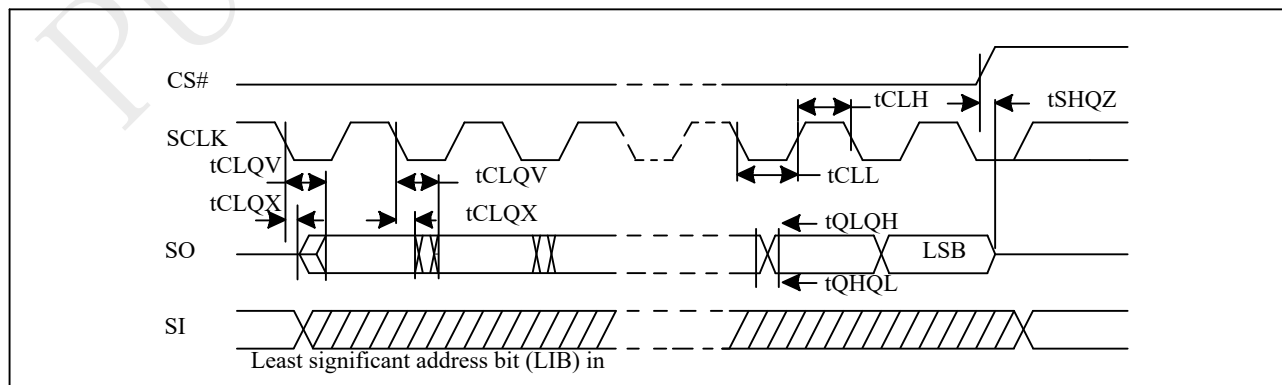 PU
CS#
tCLH
tSHQZ
SCLK
tCLQV
tCLQV
tCLL
tCLQX
tCLQX
tQLQH
SO
LSB
tQHQL
SI
Least significant address bit (LIB) in